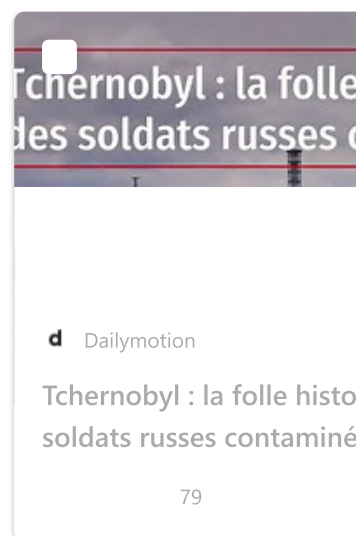 Tchernobyl : la folle
des soldats russes
Dailymotion
Tchernobyl : la folle histo
soldats russes contaminé
79